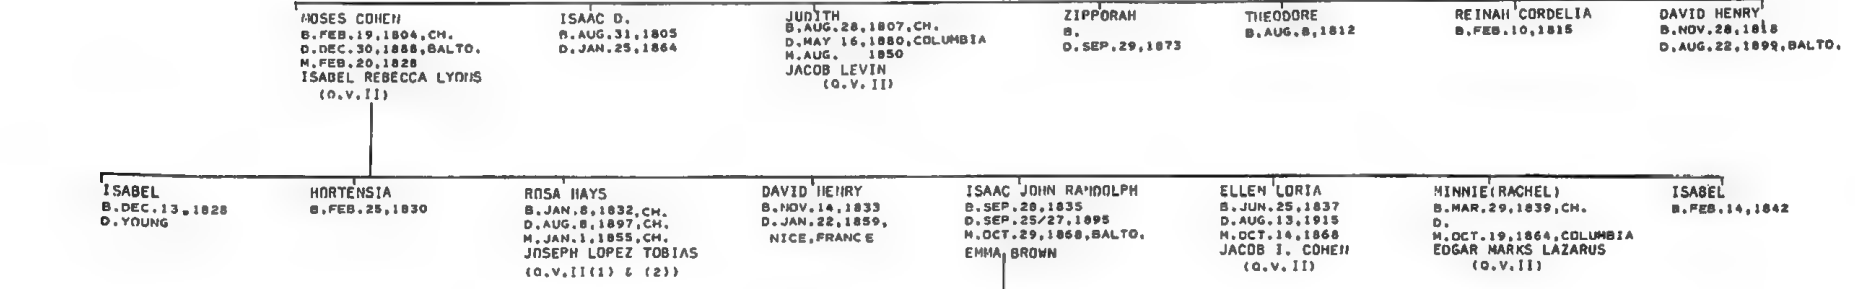 MOSES COHEN
B.FEB.19,1804,CH.
D.DEC.30,1888,BALTO.
M.FEB.20,1828
ISABEL REBECCA LYONS
(Q.V.II)
ISAAC D.
B.AUG.31,1805
D.JAN.25,1864
JUDITH
B.AUG.28,1807,CH.
D.MAY 16,1880,COLUMBIA
M.AUG. 1850
JACOB LEVIN
(Q.V.II)
ZIPPORAH
B.
D.SEP.29,1873
THEODORE
B.AUG.8,1812
REINAH CORDELIA
B.FEB.10,1815
DAVID HENRY
B.NOV.28,1818
D.AUG.22,1899,BALTO.
ISABEL
B.DEC.13,1828
D.YOUNG
HORTENSIA
B.FEB.25,1830
ROSA HAYS
B.JAN.8,1832,CH.
D.AUG.8,1897,CH.
M.JAN.1,1855,CH.
JOSEPH LOPEZ TOBIAS
(Q.V.II(1) & (2))
DAVID HENRY
B.NOV.14,1833
D.JAN.22,1859,
NICE,FRANCE
ISAAC JOHN RANDOLPH
B.SEP.28,1835
D.SEP.25/27,1895
M.OCT.29,1868,BALTO.
EMMA BROWN
ELLEN LORIA
B.JUN.25,1837
D.AUG.13,1915
M.OCT.14,1868
JACOB I. COHEN
(Q.V.II)
MINNIE(RACHEL)
B.MAR.29,1839,CH.
D.
M.OCT.19,1864,COLUMBIA
EDGAR MARKS LAZARUS
(Q.V.II)
ISABEL
B.FEB.14,1842